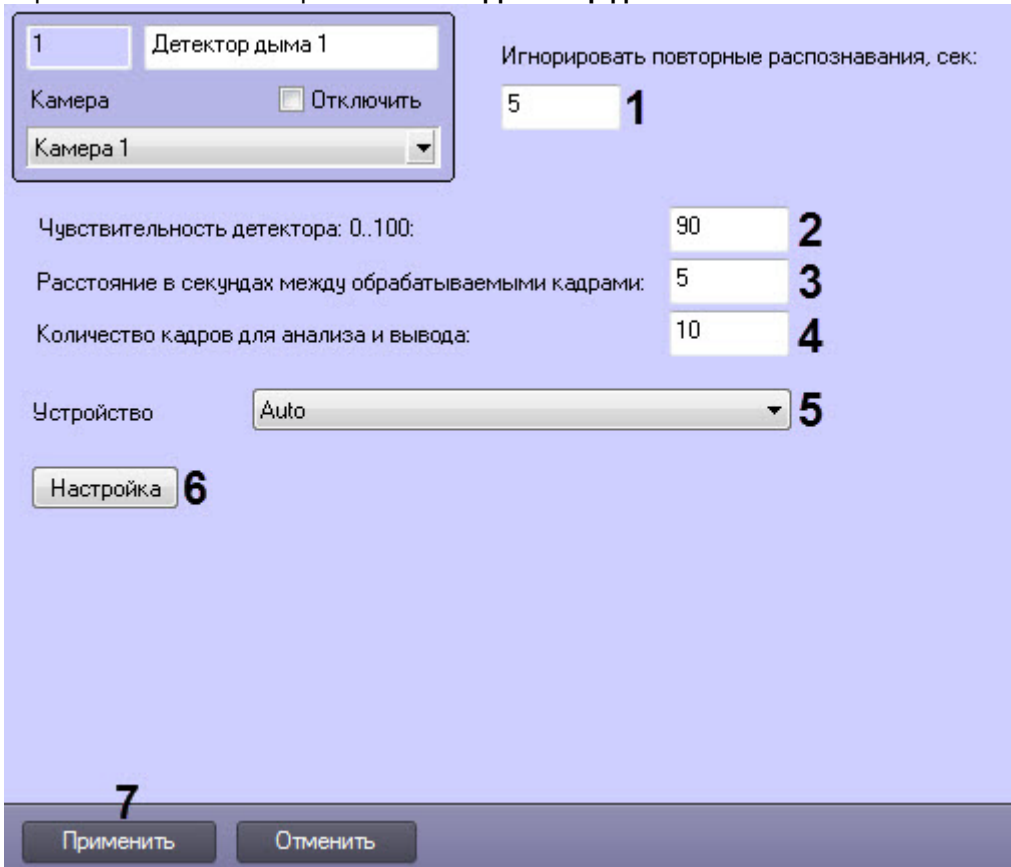 1 Детектор дыма 1
Игнорировать повторные распознавания, сек:
Камера Отключить
5 1
Камера 1
Чувствительность детектора: 0..100: 90 2
Расстояние в секундах между обрабатываемыми кадрами: 5 3
Количество кадров для анализа и вывода: 10 4
Устройство Auto 5
Настройка 6
7
Применить Отменить